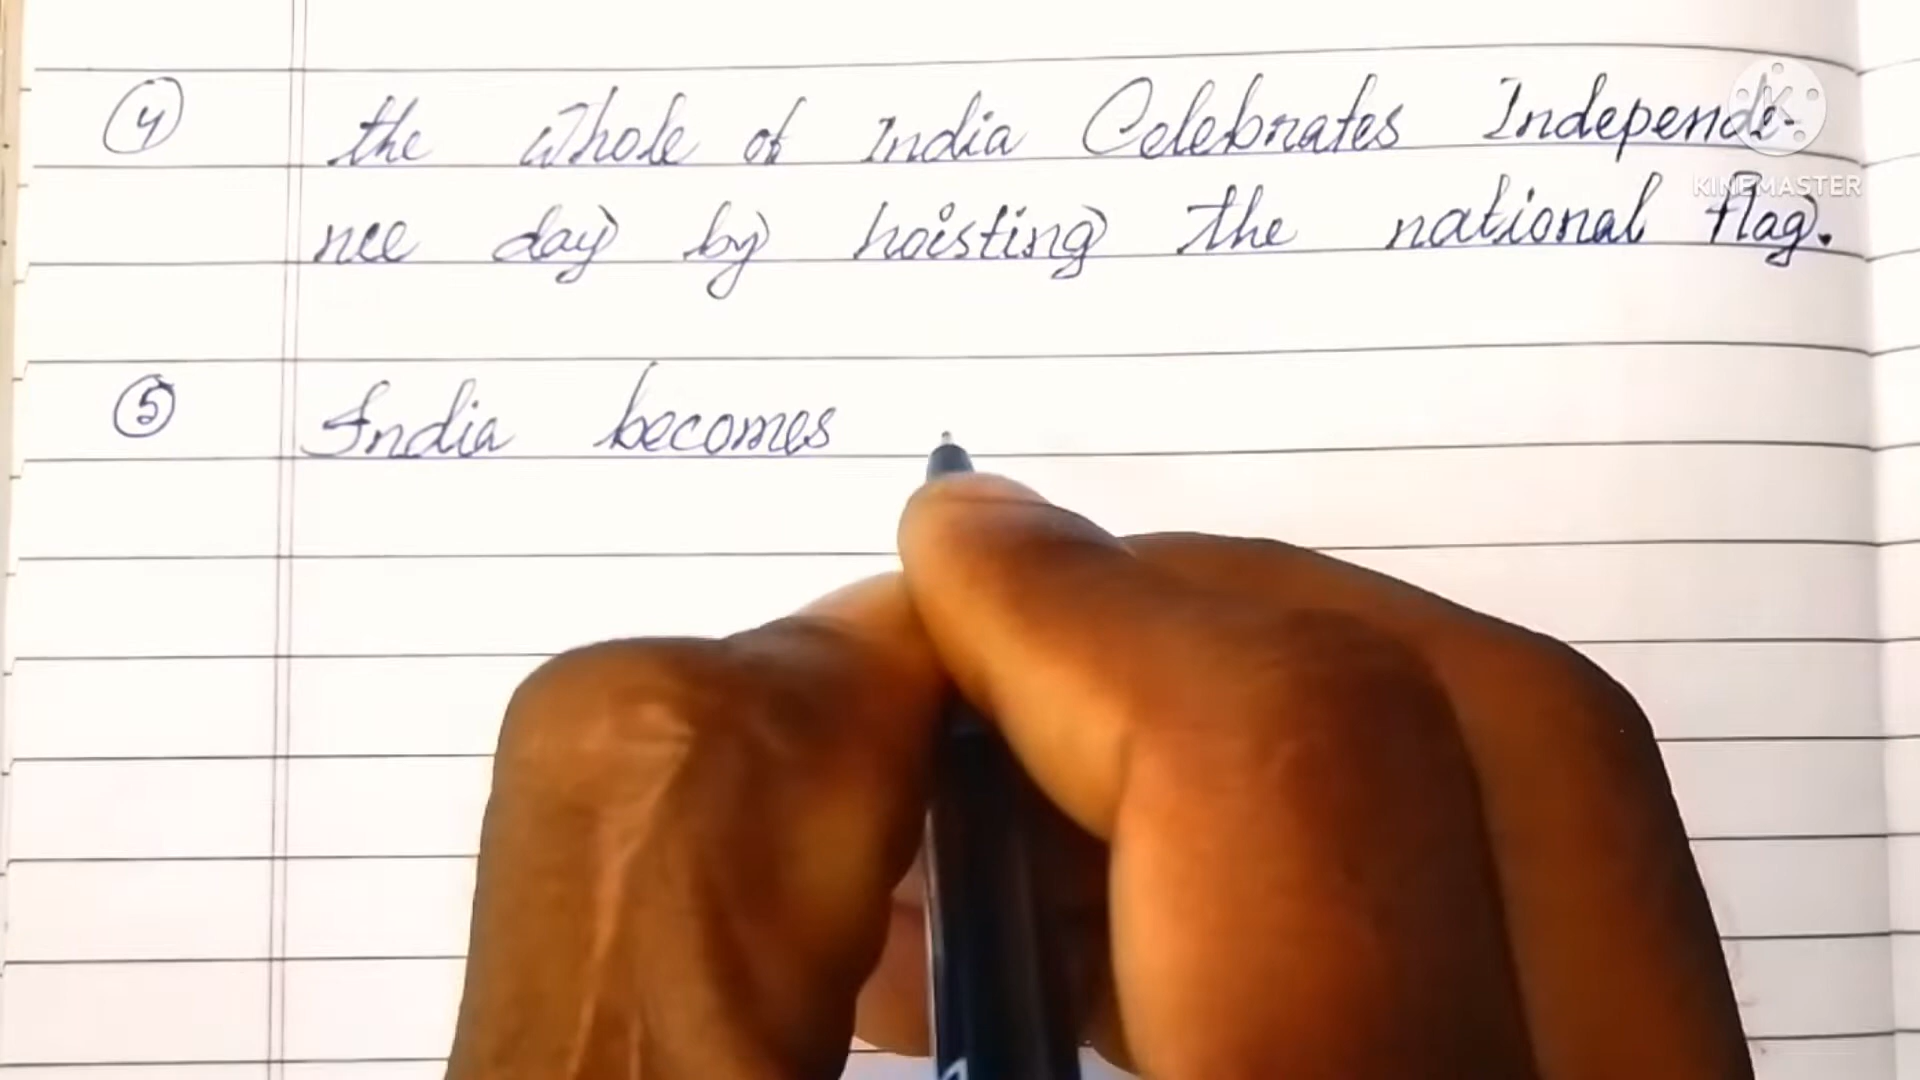 ④ the Whole of India Celebrates Independe-
nce day by hoisting the national flag.
KINEMASTER
⑤ India becomes